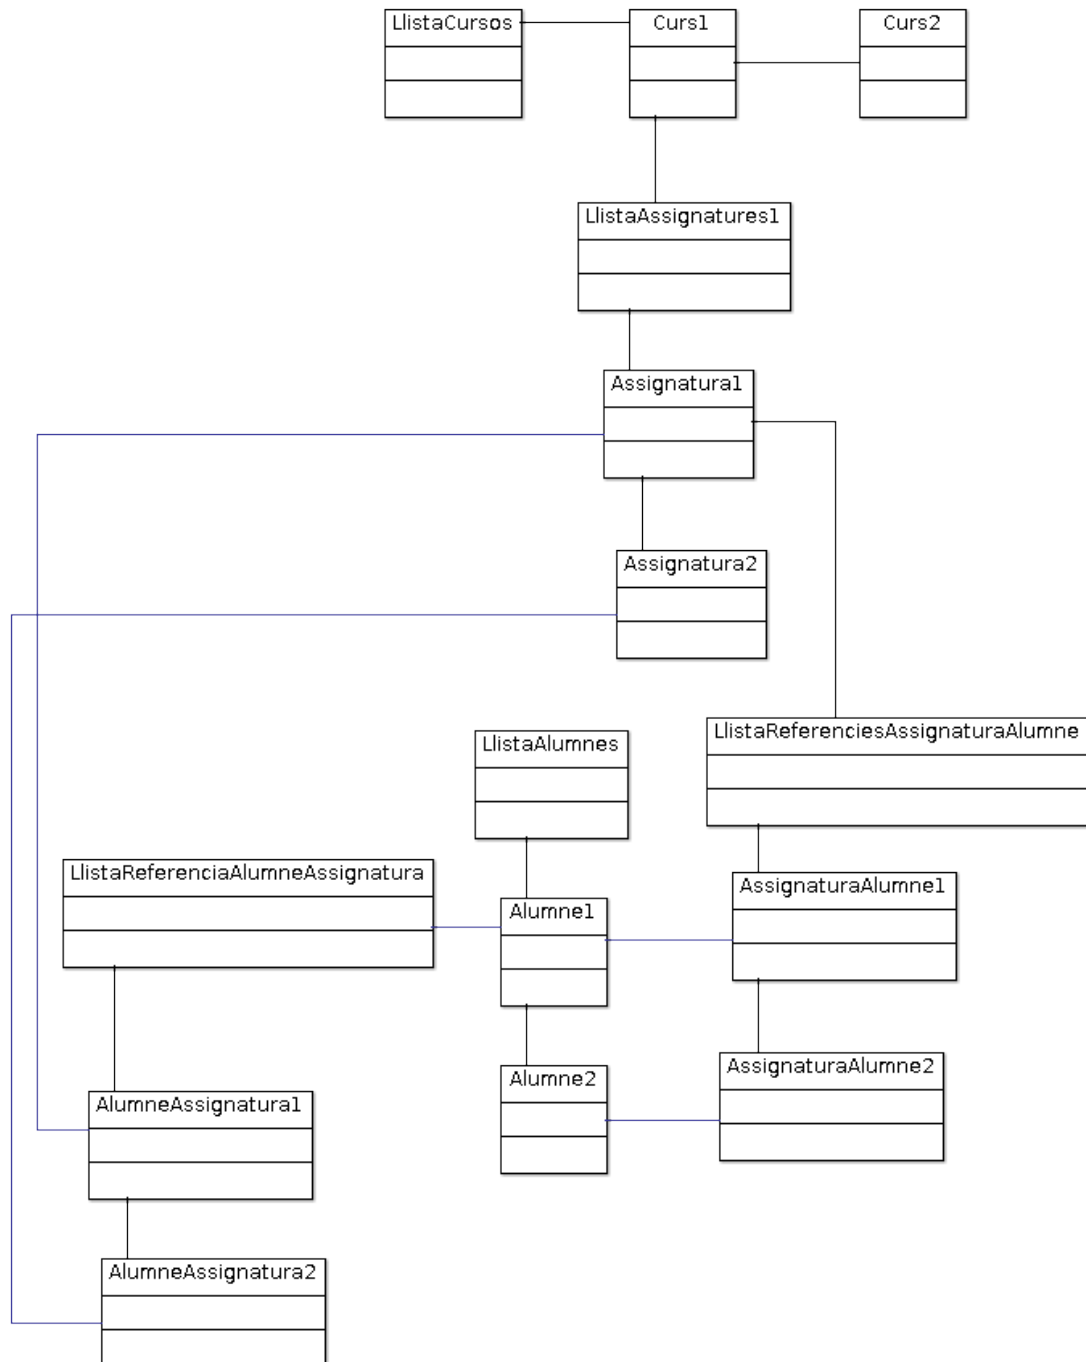 LlistaCursos
Curs1
Curs2
LlistaAssignatures1
Assignatura1
Assignatura2
LlistaReferenciesAssignaturaAlumne
LlistaAlumnes
LlistaReferenciaAlumneAssignatura
AssignaturaAlumne1
Alumne1
AssignaturaAlumne2
Alumne2
AlumneAssignatura1
AlumneAssignatura2